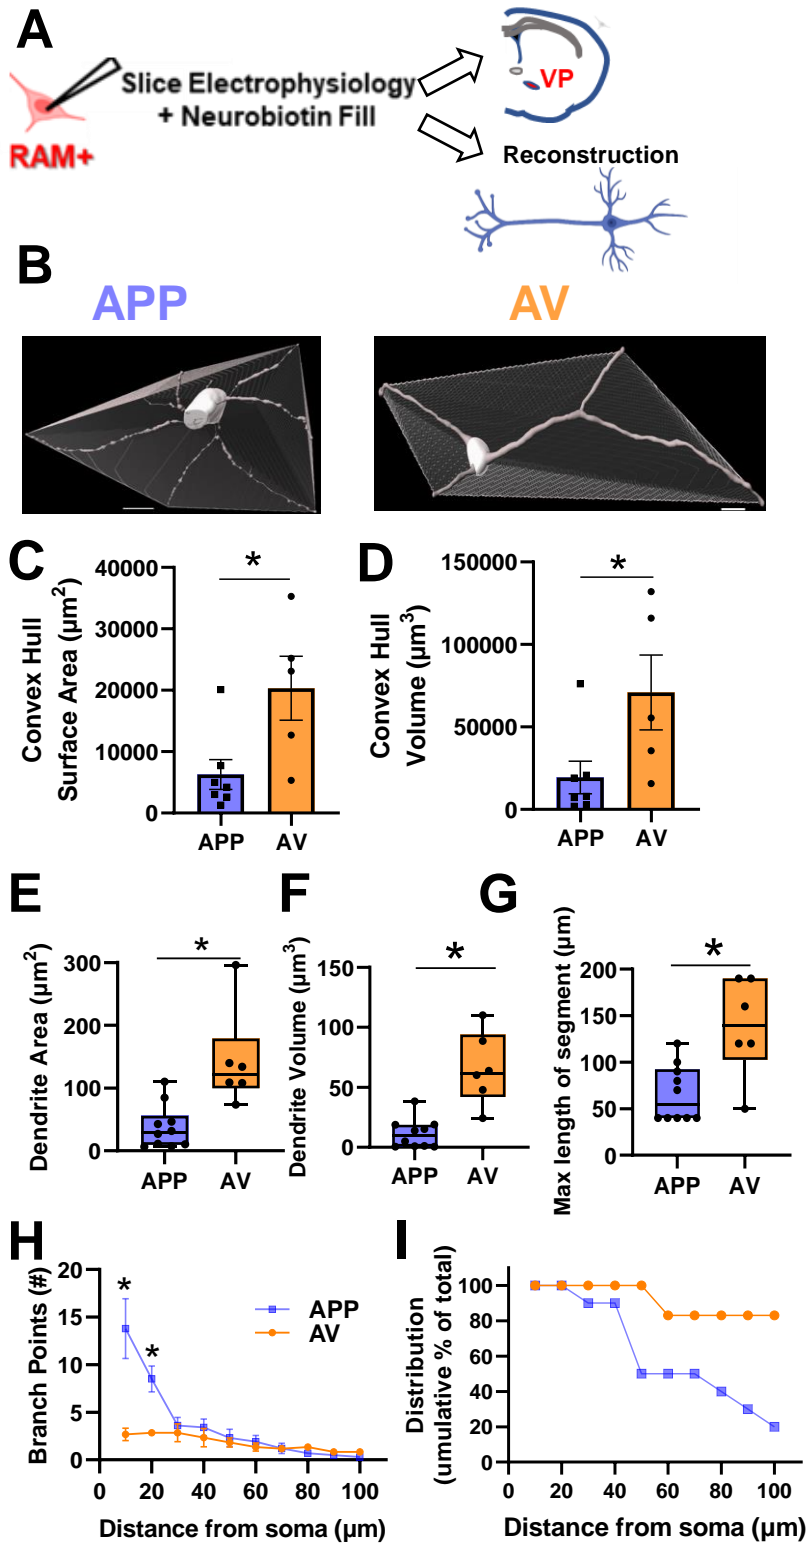 A
Slice Electrophysiology
+ Neurobiotin Fill
RAM+
VP
Reconstruction
B
APP
AV
C
Convex Hull
Surface Area (µm²)
40000
30000
20000
10000
0
*
APP
AV
D
Convex Hull
Volume (µm³)
150000
100000
50000
0
*
APP
AV
E
Dendrite Area (µm²)
300
200
100
0
*
APP
AV
F
Dendrite Volume (µm³)
150
100
50
0
*
APP
AV
G
Max length of segment (µm)
200
150
100
50
0
*
APP
AV
H
Branch Points (#)
20
15
10
5
0
*
*
APP
AV
0 20 40 60 80 100
Distance from soma (µm)
I
Distribution
(umulative % of total)
100
80
60
40
20
0
0 20 40 60 80 100
Distance from soma (µm)